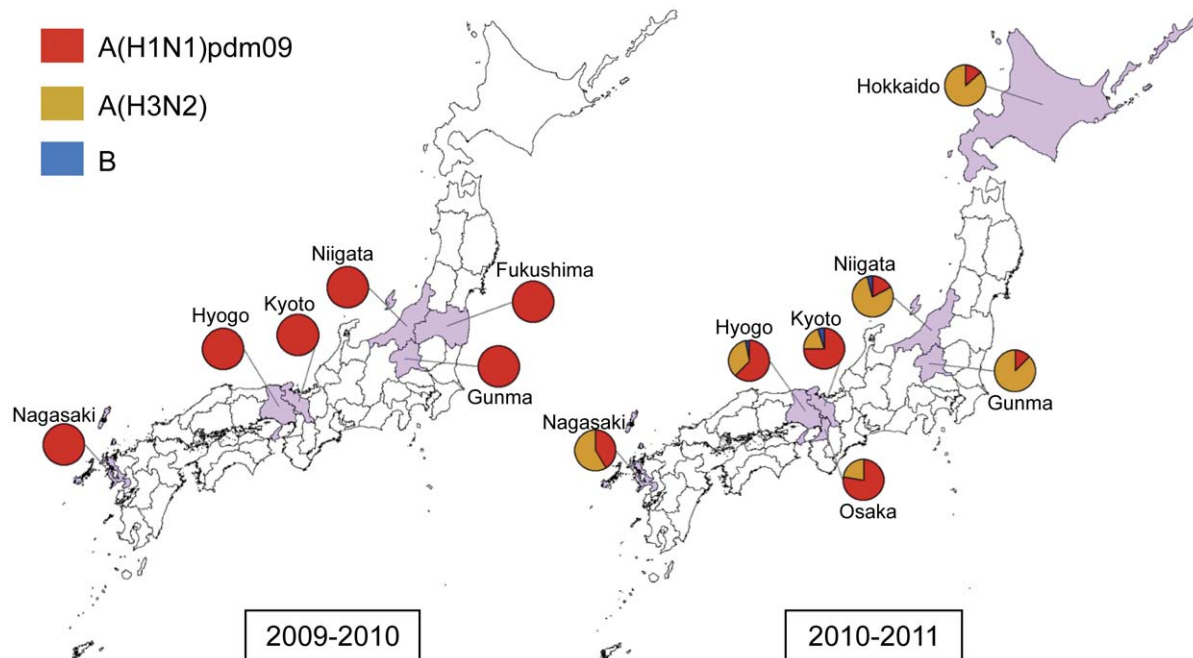 A(H1N1)pdm09
A(H3N2)
B
Niigata
Fukushima
Hyogo
Kyoto
Gunma
Nagasaki
2009-2010
Hokkaido
Niigata
Hyogo
Kyoto
Gunma
Nagasaki
Osaka
2010-2011